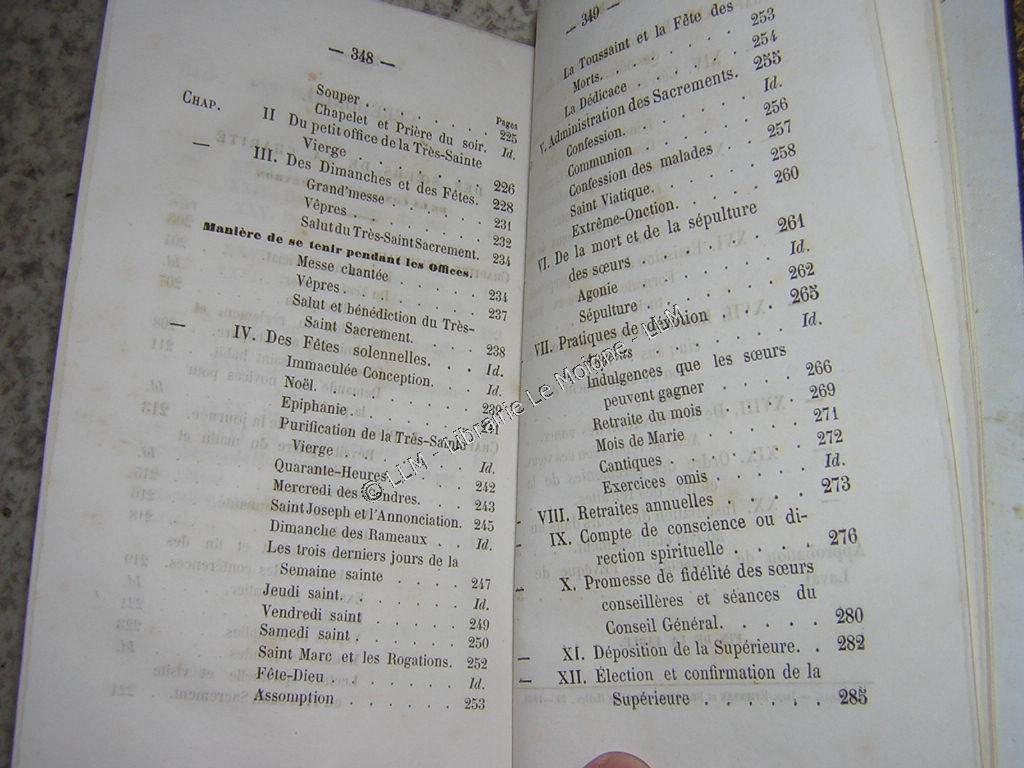 — 348 —
Pages
Souper . . . . . . . 225
Chapelet et Prière du soir. Id.
CHAP. II Du petit office de la Très-Sainte
Vierge . . . . . . . 226
— III. Des Dimanches et des Fêtes. 228
Grand'messe . . . . . 231
Vêpres . . . . . . . 232
Salut du Très-Saint Sacrement. 234
Manière de se tenir pendant les Offices.
Messe chantée . . . . . 234
Vêpres. . . . . . . . 237
Salut et bénédiction du Très-
Saint Sacrement. . . . . 238
— IV. Des Fêtes solennelles. . . . Id.
Immaculée Conception. . . Id.
Noël. . . . . . . . 239
Epiphanie . . . . . . 241
Purification de la Très-Sainte
Vierge . . . . . . . Id.
Quarante-Heures. . . . . 242
Mercredi des Cendres. . . . 243
Saint Joseph et l'Annonciation. 245
Dimanche des Rameaux . . Id.
Les trois derniers jours de la
Semaine sainte . . . . 247
Jeudi saint. . . . . . . Id.
Vendredi saint . . . . . 249
Samedi saint . . . . . . 250
Saint Marc et les Rogations. 252
Fête-Dieu . . . . . . . Id.
Assomption . . . . . . 253
— 349 —
La Toussaint et la Fête des
Morts. . . . . . . . 253
La Dédicace . . . . . . 254
V. Administration des Sacrements. 255
Confession. . . . . . . Id.
Communion . . . . . . 256
Confession des malades . . . 257
Saint Viatique. . . . . . 258
Extrême-Onction. . . . . 260
VI. De la mort et de la sépulture
des sœurs . . . . . . 261
Agonie . . . . . . . Id.
Sépulture . . . . . . . 262
VII. Pratiques de dévotion . . . 265
. . . . . . Id.
Indulgences que les sœurs
peuvent gagner . . . . . 266
Retraite du mois . . . . . 269
Mois de Marie . . . . . 271
Cantiques . . . . . . . 272
Exercices omis . . . . . Id.
— VIII. Retraites annuelles . . . . 273
— IX. Compte de conscience ou di-
rection spirituelle . . . . . 276
— X. Promesse de fidélité des sœurs
conseillères et séances du
Conseil Général. . . . . 280
— XI. Déposition de la Supérieure. . 282
— XII. Élection et confirmation de la
Supérieure . . . . . . 285
© LLM - Librairie Le Moigne - LLM